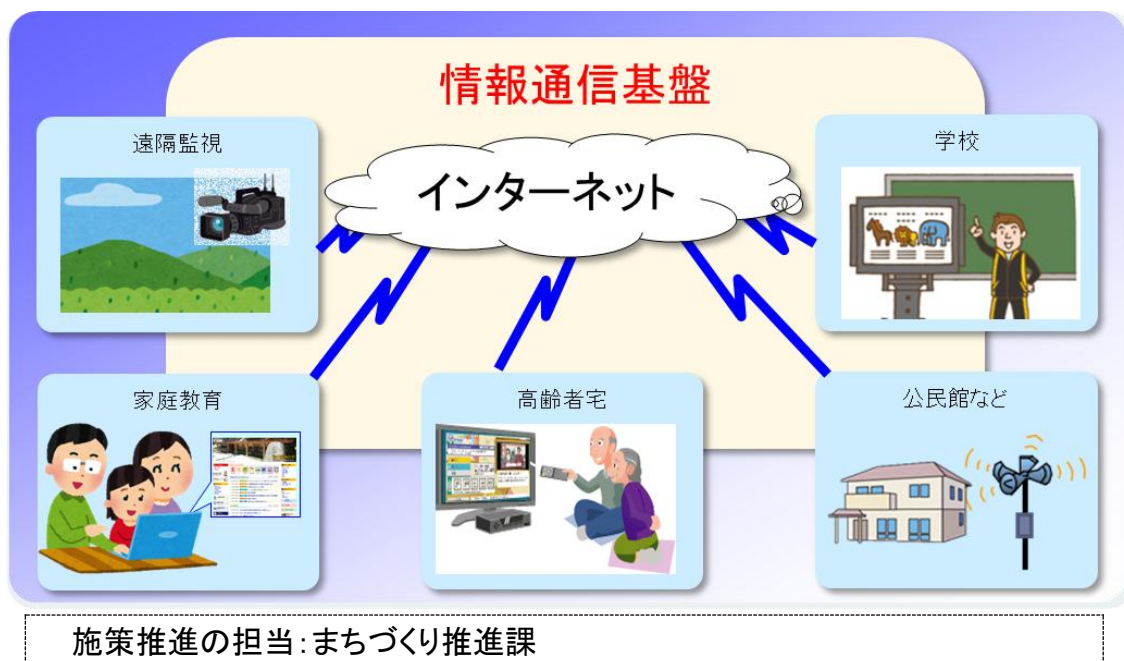 情報通信基盤
遠隔監視
インターネット
学校
家庭教育
高齢者宅
公民館など
施策推進の担当：まちづくり推進課